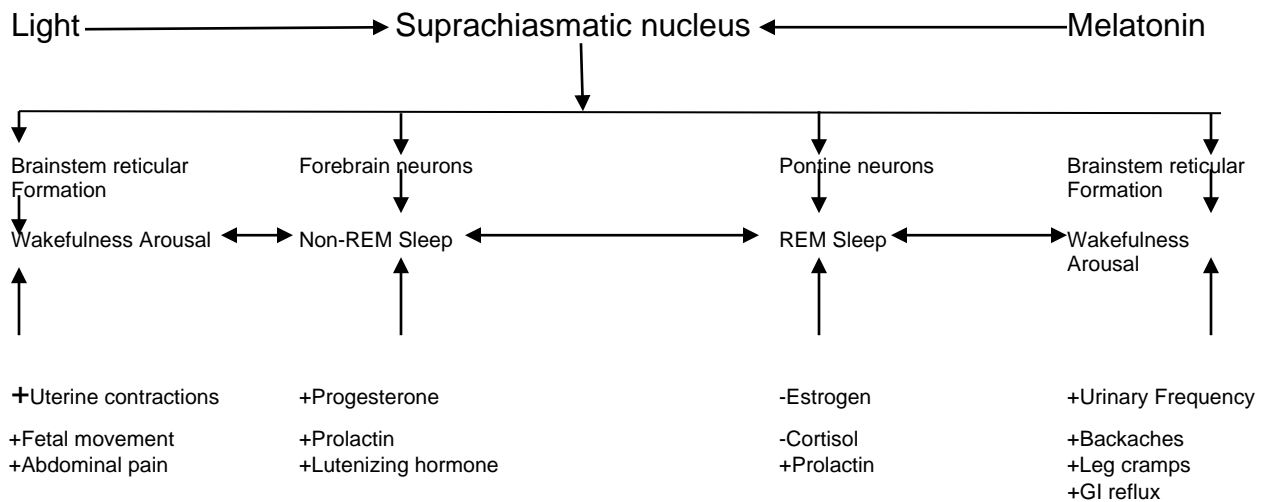 Light Suprachiasmatic nucleus Melatonin
Brainstem reticular Formation
Forebrain neurons
Pontine neurons
Brainstem reticular Formation
Wakefulness Arousal
Non-REM Sleep
REM Sleep
Wakefulness Arousal
+Uterine contractions
+Fetal movement
+Abdominal pain
+Progesterone
+Prolactin
+Lutenizing hormone
-Estrogen
-Cortisol
+Prolactin
+Urinary Frequency
+Backaches
+Leg cramps
+GI reflux